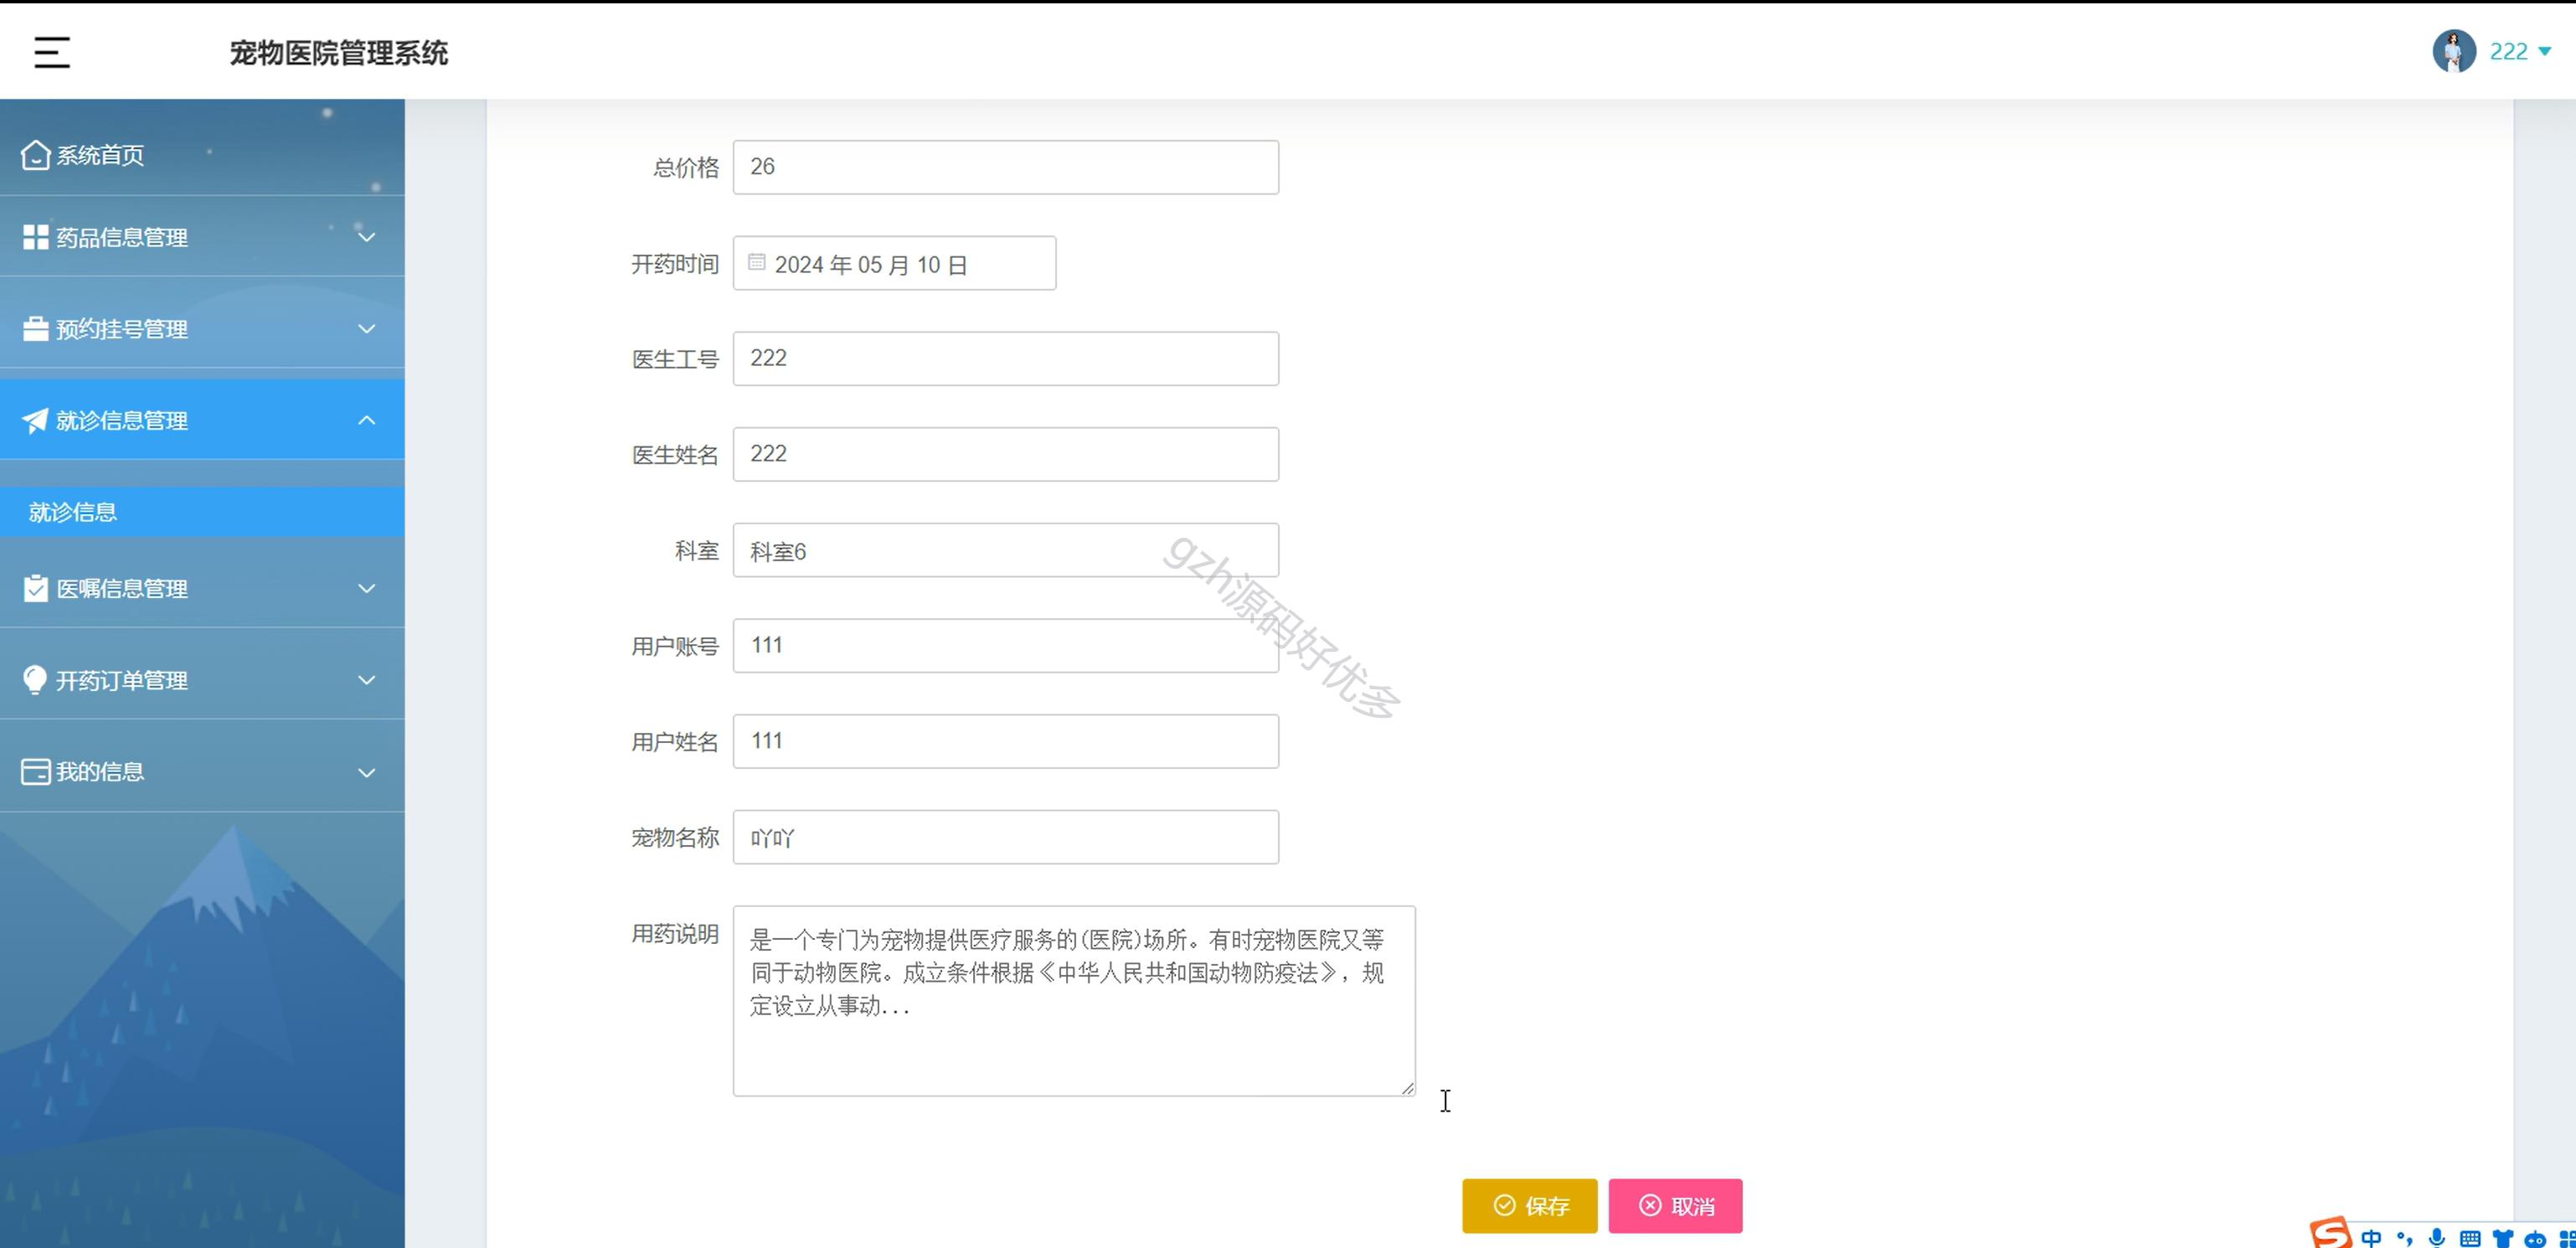 宠物医院管理系统
222
系统首页
药品信息管理
预约挂号管理
就诊信息管理
就诊信息
医嘱信息管理
开药订单管理
我的信息
总价格 26
开药时间 2024 年 05 月 10 日
医生工号 222
医生姓名 222
科室 科室6
用户账号 111
用户姓名 111
宠物名称 吖吖
用药说明 是一个专门为宠物提供医疗服务的(医院)场所。有时宠物医院又等
同于动物医院。成立条件根据《中华人民共和国动物防疫法》，规
定设立从事动...
gzh源码好优多
保存 取消
中